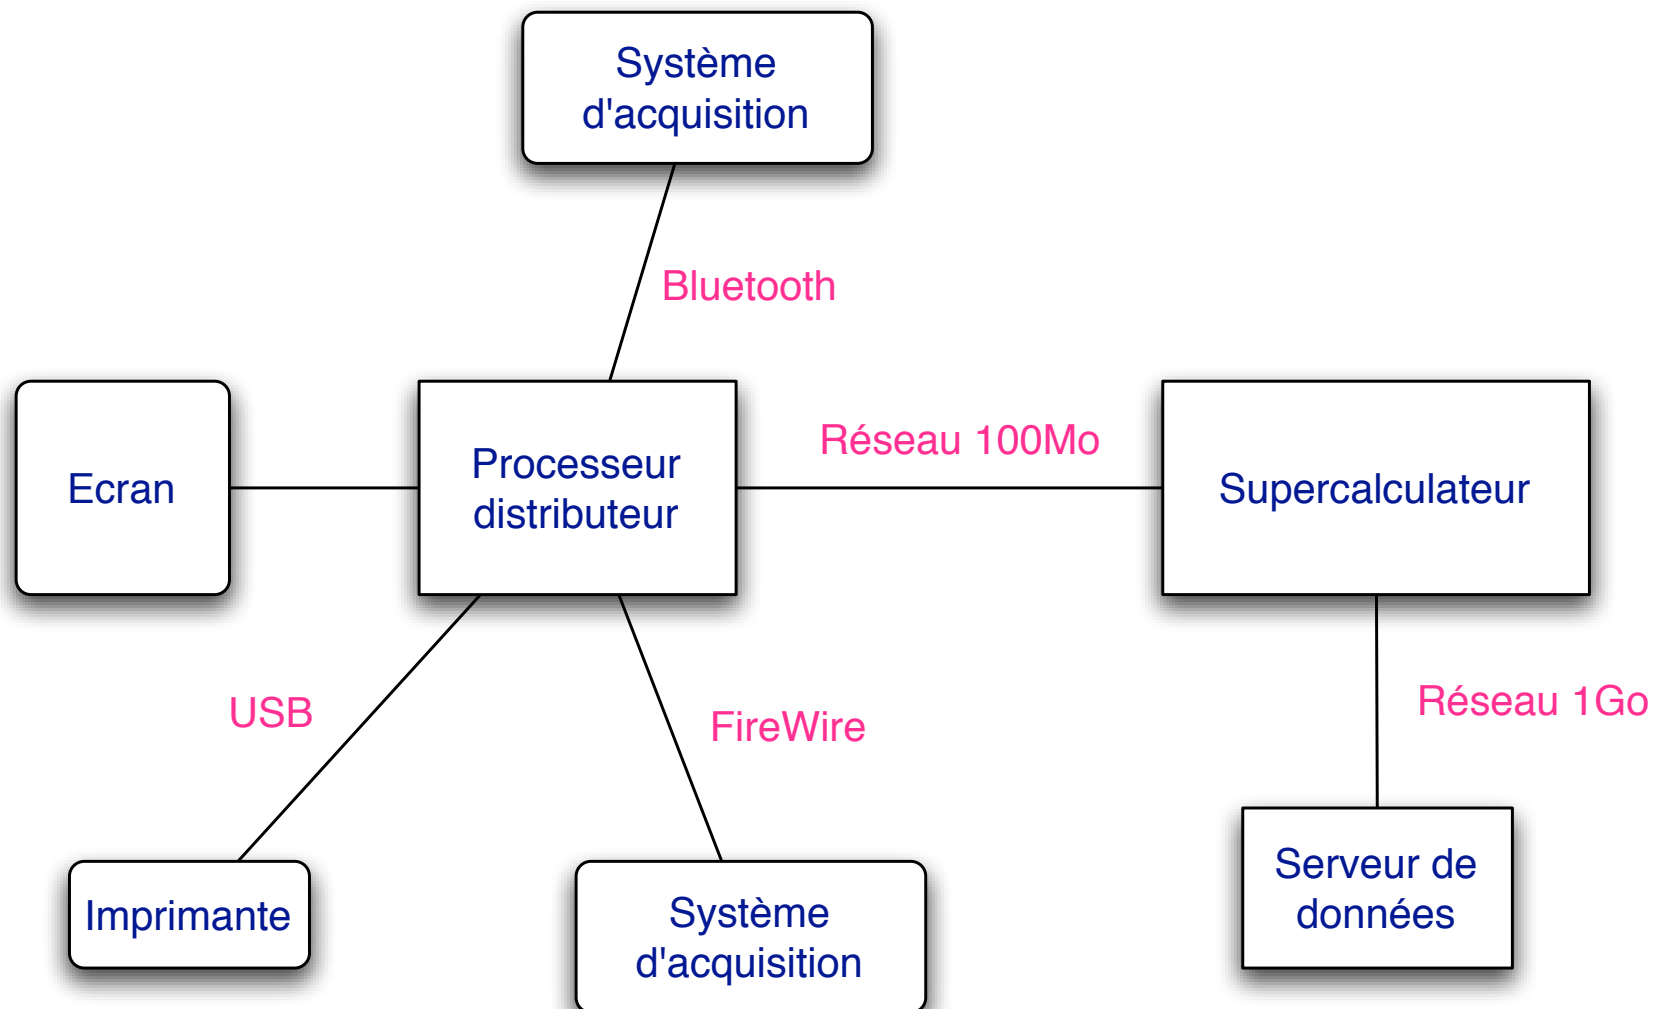 Système
d'acquisition
Bluetooth
Ecran
Processeur
distributeur
Réseau 100Mo
Supercalculateur
USB
FireWire
Réseau 1Go
Imprimante
Système
d'acquisition
Serveur de
données